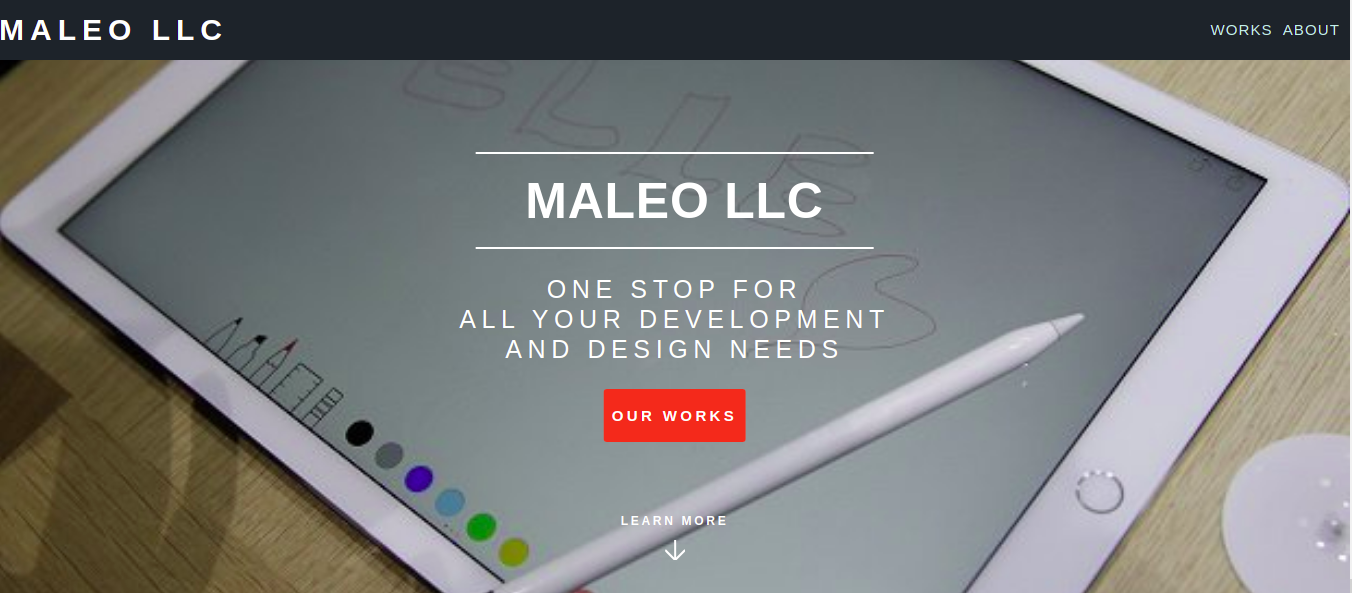 MALEO LLC
WORKS ABOUT
MALEO LLC
ONE STOP FOR
ALL YOUR DEVELOPMENT
AND DESIGN NEEDS
OUR WORKS
LEARN MORE